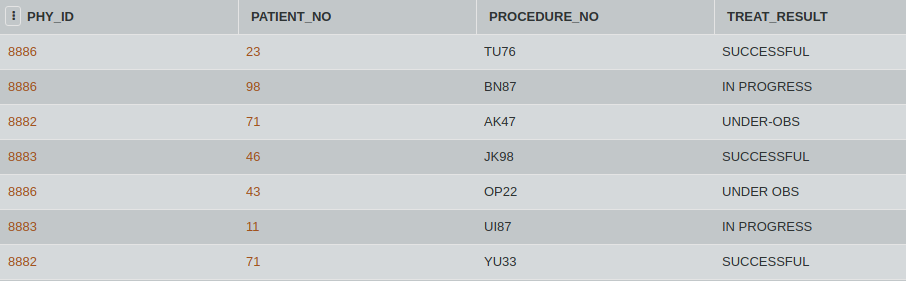 PHY_ID PATIENT_NO PROCEDURE_NO TREAT_RESULT
8886 23 TU76 SUCCESSFUL
8886 98 BN87 IN PROGRESS
8882 71 AK47 UNDER-OBS
8883 46 JK98 SUCCESSFUL
8886 43 OP22 UNDER OBS
8883 11 UI87 IN PROGRESS
8882 71 YU33 SUCCESSFUL